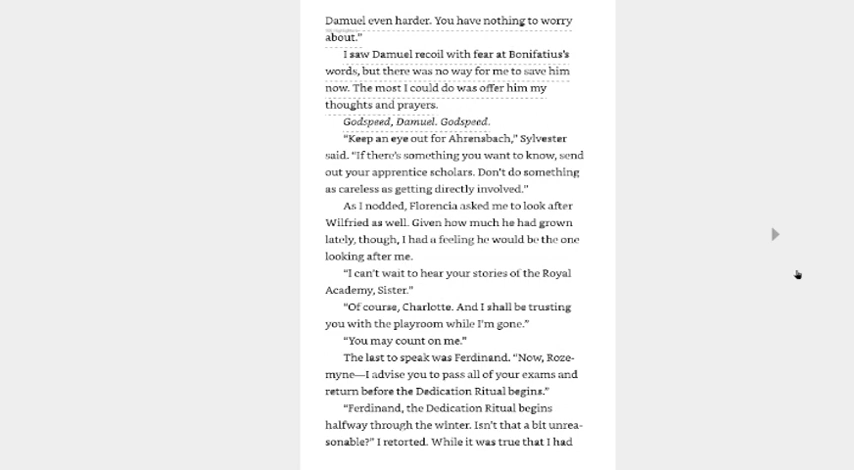 Damuel even harder. You have nothing to worry
about.”
I saw Damuel recoil with fear at Bonifatius’s
words, but there was no way for me to save him
now. The most I could do was offer him my
thoughts and prayers.
Godspeed, Damuel. Godspeed.
“Keep an eye out for Ahrensbach,” Sylvester
said. “If there’s something you want to know, send
out your apprentice scholars. Don’t do something
as careless as getting directly involved.”
As I nodded, Florencia asked me to look after
Wilfried as well. Given how much he had grown
lately, though, I had a feeling he would be the one
looking after me.
“I can’t wait to hear your stories of the Royal
Academy, Sister.”
“Of course, Charlotte. And I shall be trusting
you with the playroom while I’m gone.”
“You may count on me.”
The last to speak was Ferdinand. “Now, Roze-
myne—I advise you to pass all of your exams and
return before the Dedication Ritual begins.”
“Ferdinand, the Dedication Ritual begins
halfway through the winter. Isn’t that a bit unrea-
sonable?” I retorted. While it was true that I had